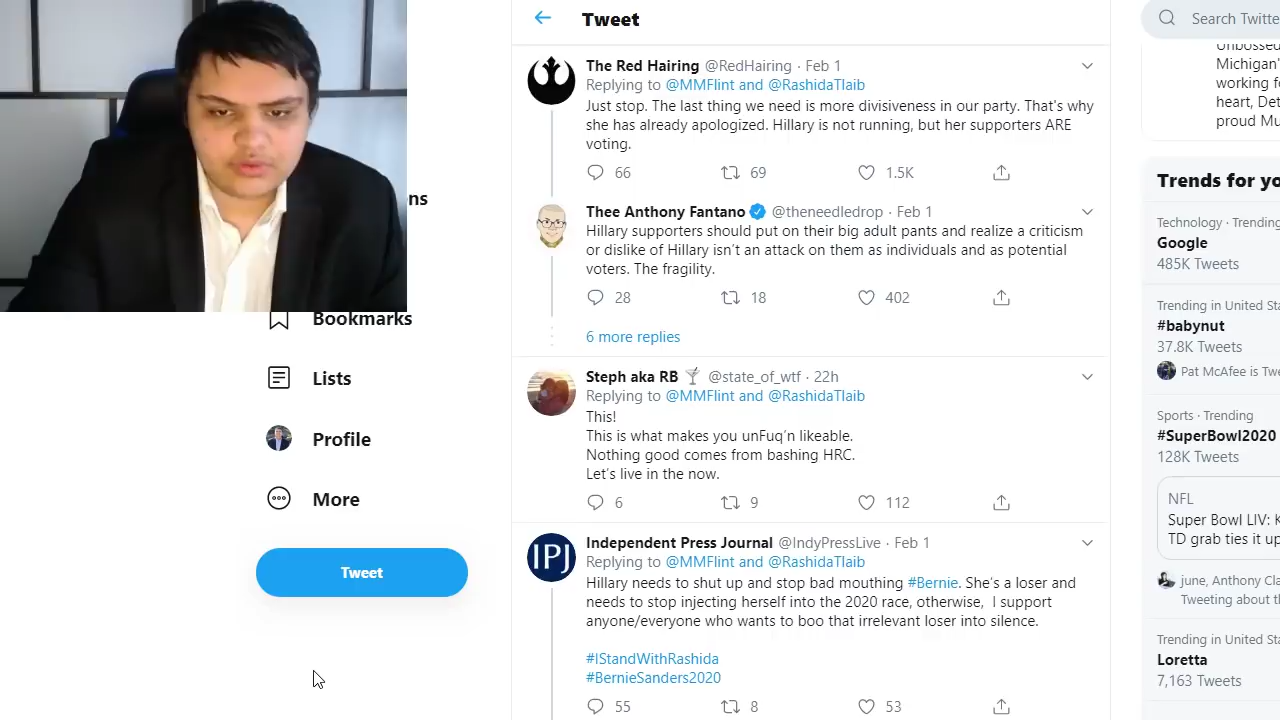 Tweet
Search Twitte
The Red Hairing @RedHairing · Feb 1
Replying to @MMFlint and @RashidaTlaib
Just stop. The last thing we need is more divisiveness in our party. That's why
she has already apologized. Hillary is not running, but her supporters ARE
voting.
66 69 1.5K
Thee Anthony Fantano @theneedledrop · Feb 1
Hillary supporters should put on their big adult pants and realize a criticism
or dislike of Hillary isn't an attack on them as individuals and as potential
voters. The fragility.
28 18 402
6 more replies
Steph aka RB @state_of_wtf · 22h
Replying to @MMFlint and @RashidaTlaib
This!
This is what makes you unFuq'n likeable.
Nothing good comes from bashing HRC.
Let's live in the now.
6 9 112
Independent Press Journal @IndyPressLive · Feb 1
IPJ
Replying to @MMFlint and @RashidaTlaib
Hillary needs to shut up and stop bad mouthing #Bernie. She's a loser and
needs to stop injecting herself into the 2020 race, otherwise, I support
anyone/everyone who wants to boo that irrelevant loser into silence.
#IStandWithRashida
#BernieSanders2020
55 8 53
ns
Bookmarks
Lists
Profile
More
Tweet
Unbossed
Michigan'
working fo
heart, Det
proud Mu
Trends for yo
Technology · Trending
Google
485K Tweets
Trending in United Sta
#babynut
37.8K Tweets
Pat McAfee is Twe
Sports · Trending
#SuperBowl2020
128K Tweets
NFL
Super Bowl LIV: K
TD grab ties it up
june, Anthony Cla
Tweeting about th
Trending in United Sta
Loretta
7,163 Tweets